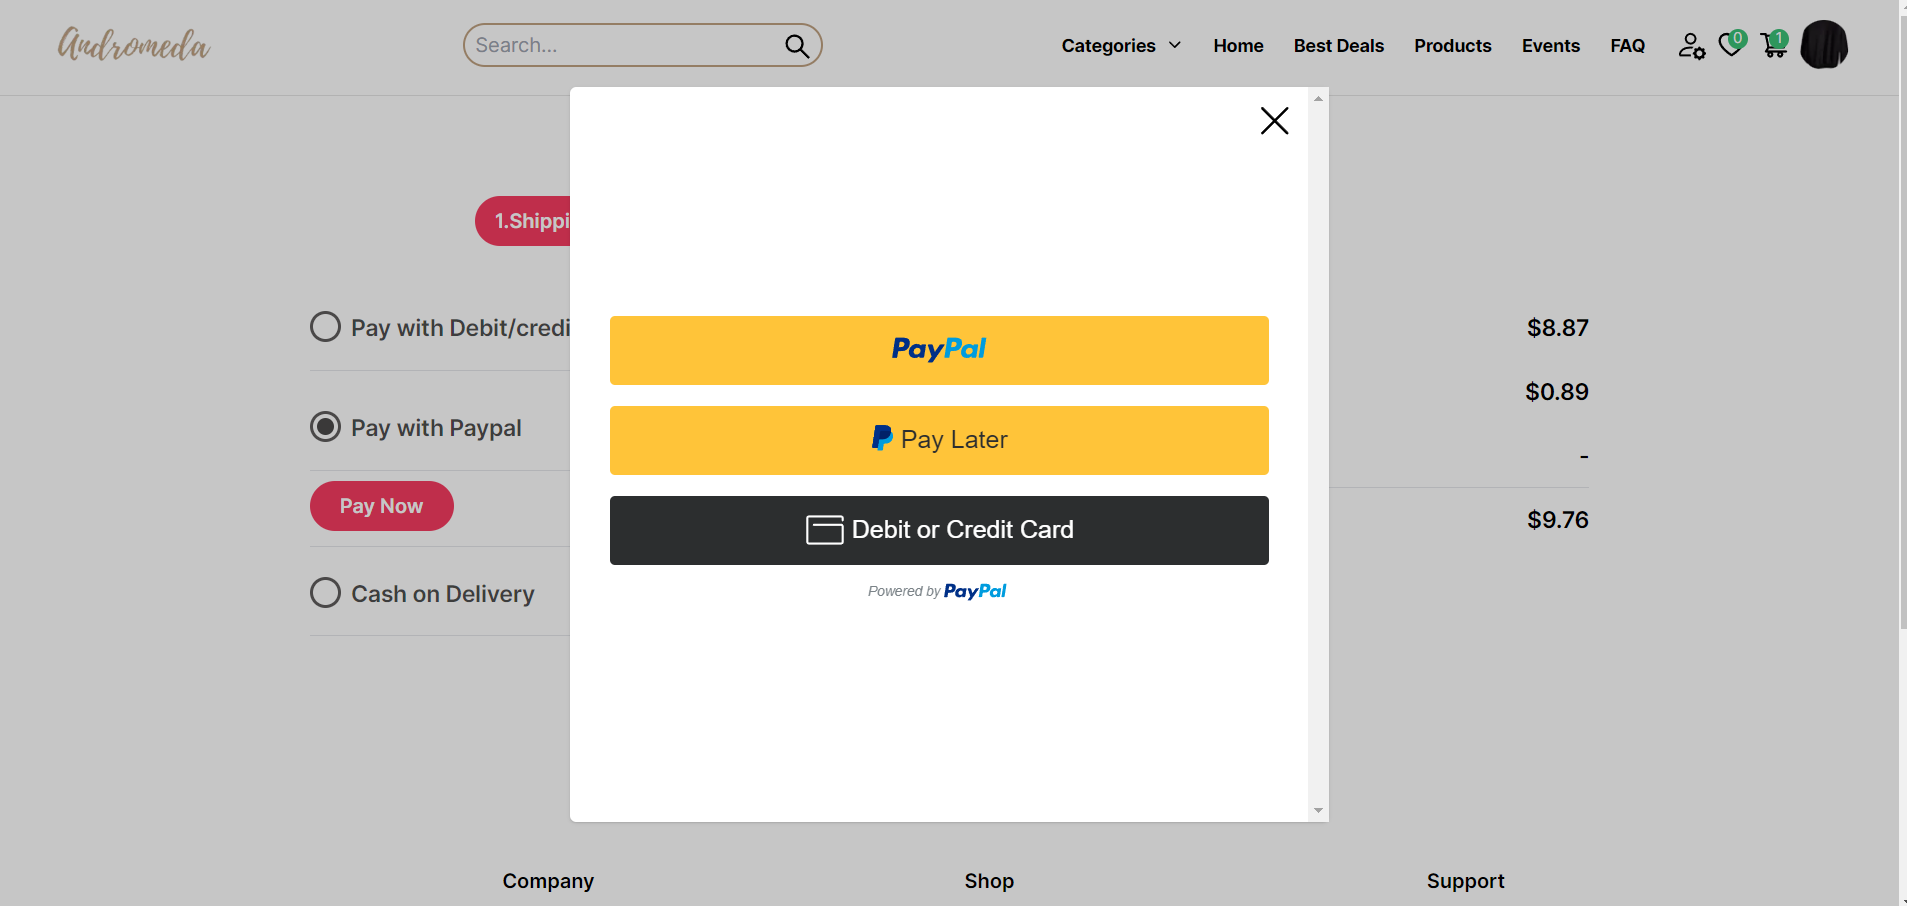 Andromeda
Search...
Categories
Home
Best Deals
Products
Events
FAQ
0
1
1.Shippi
Pay with Debit/credi
Pay with Paypal
Pay Now
Cash on Delivery
PayPal
Pay Later
Debit or Credit Card
Powered by PayPal
$8.87
$0.89
-
$9.76
Company
Shop
Support